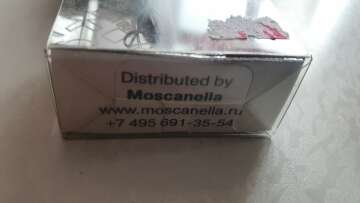 Distributed by
Moscanella
www.moscanella.ru
+7 495 691-35-54